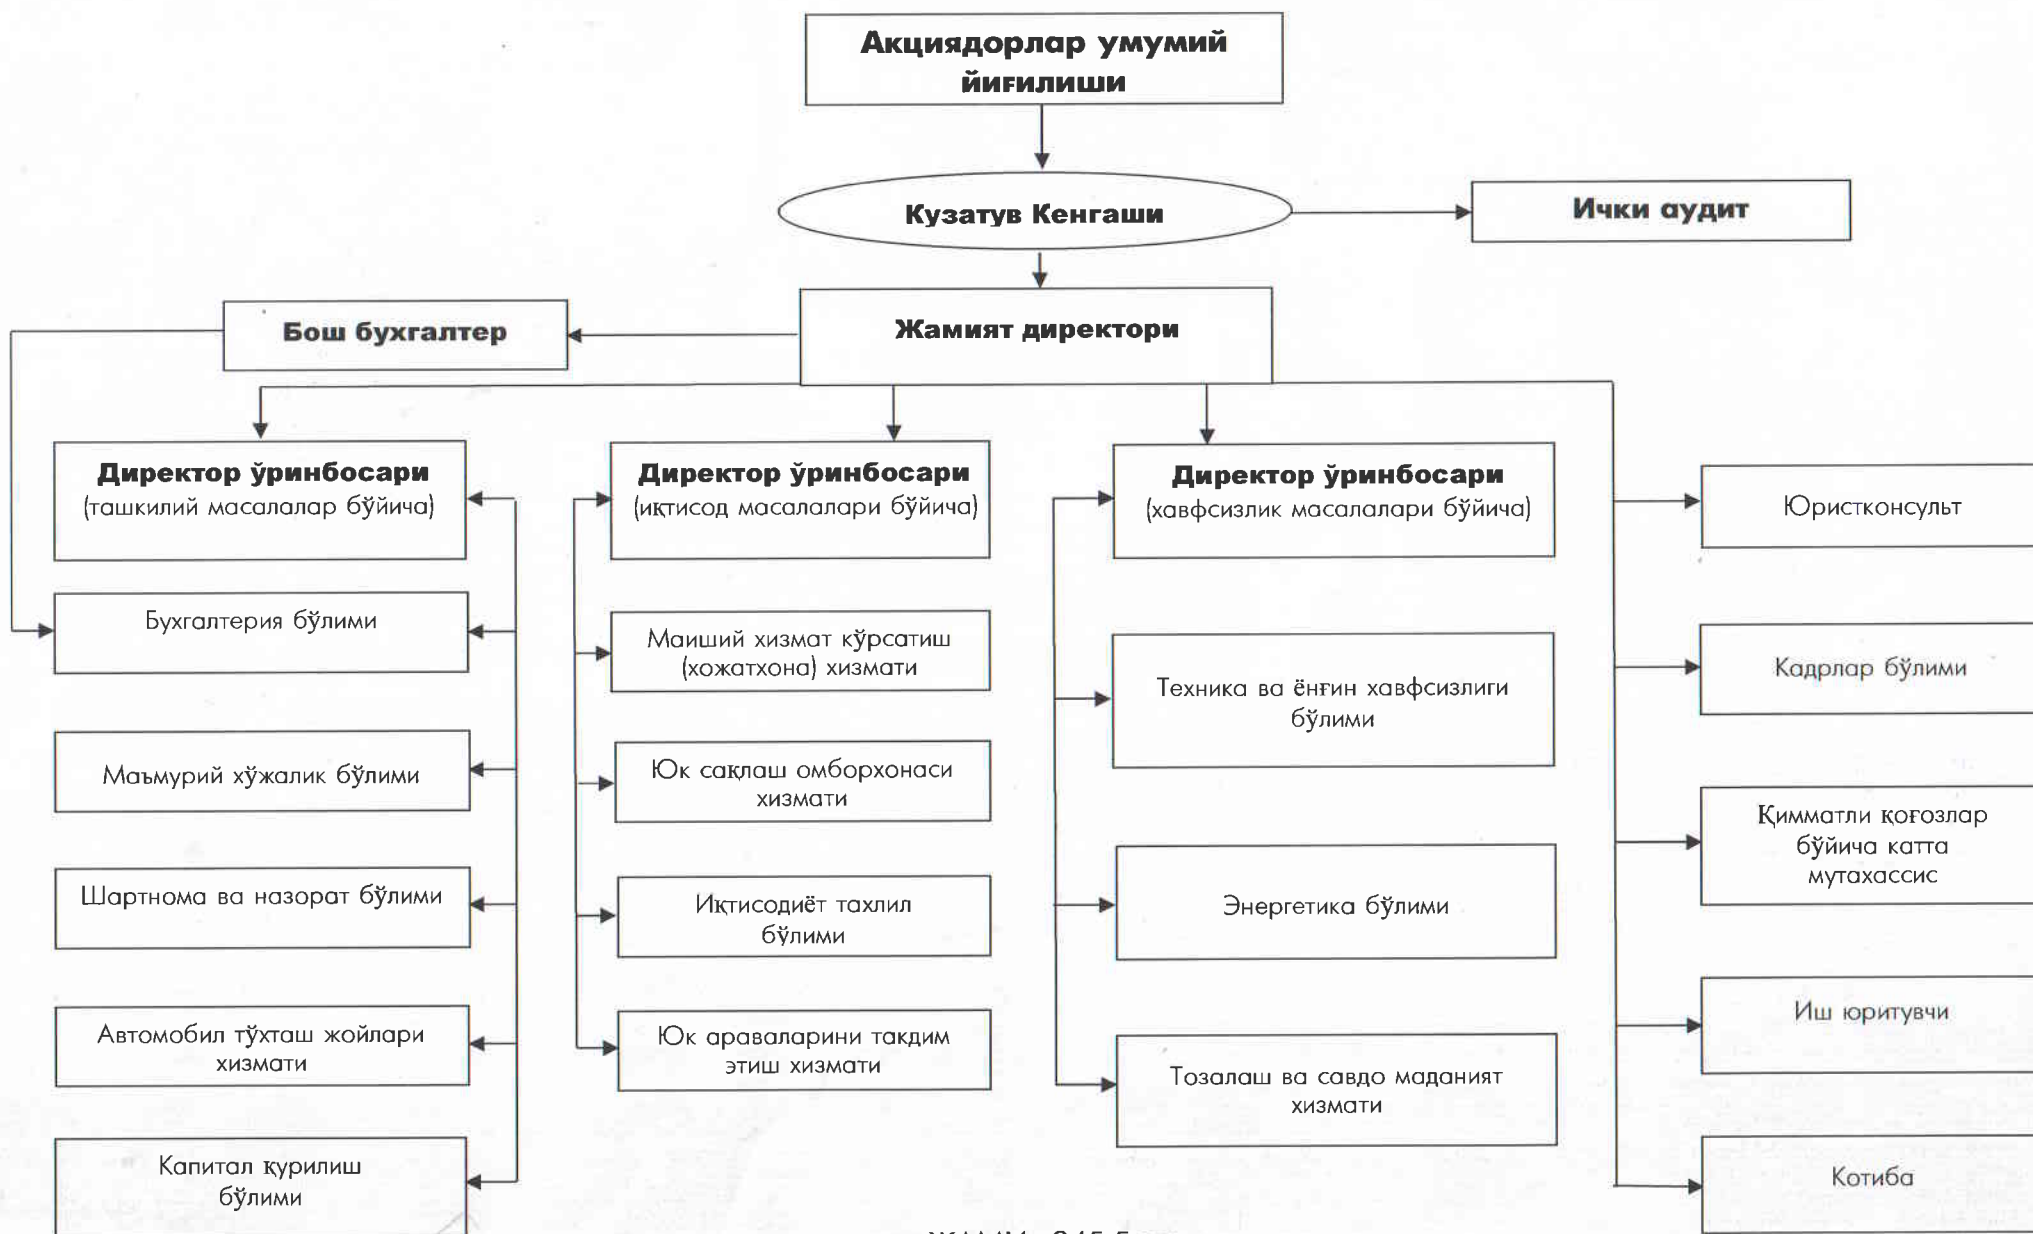 Акциядорлар умумий
йиғилиши
Кузатув Кенгаши
Ички аудит
Бош бухгалтер
Жамият директори
Директор ўринбосари
(ташкилий масалалар бўйича)
Бухгалтерия бўлими
Маъмурий хўжалик бўлими
Шартнома ва назорат бўлими
Автомобил тўхташ жойлари
хизмати
Капитал қурилиш
бўлими
Директор ўринбосари
(иқтисод масалалари бўйича)
Маиший хизмат кўрсатиш
(хожатхона) хизмати
Юк сақлаш омборхонаси
хизмати
Иқтисодиёт тахлил
бўлими
Юк араваларини такдим
этиш хизмати
Директор ўринбосари
(хавфсизлик масалалари бўйича)
Техника ва ёнғин хавфсизлиги
бўлими
Энергетика бўлими
Тозалаш ва савдо маданият
хизмати
Юристконсульт
Кадрлар бўлими
Қимматли қоғозлар
бўйича катта
мутахассис
Иш юритувчи
Котиба